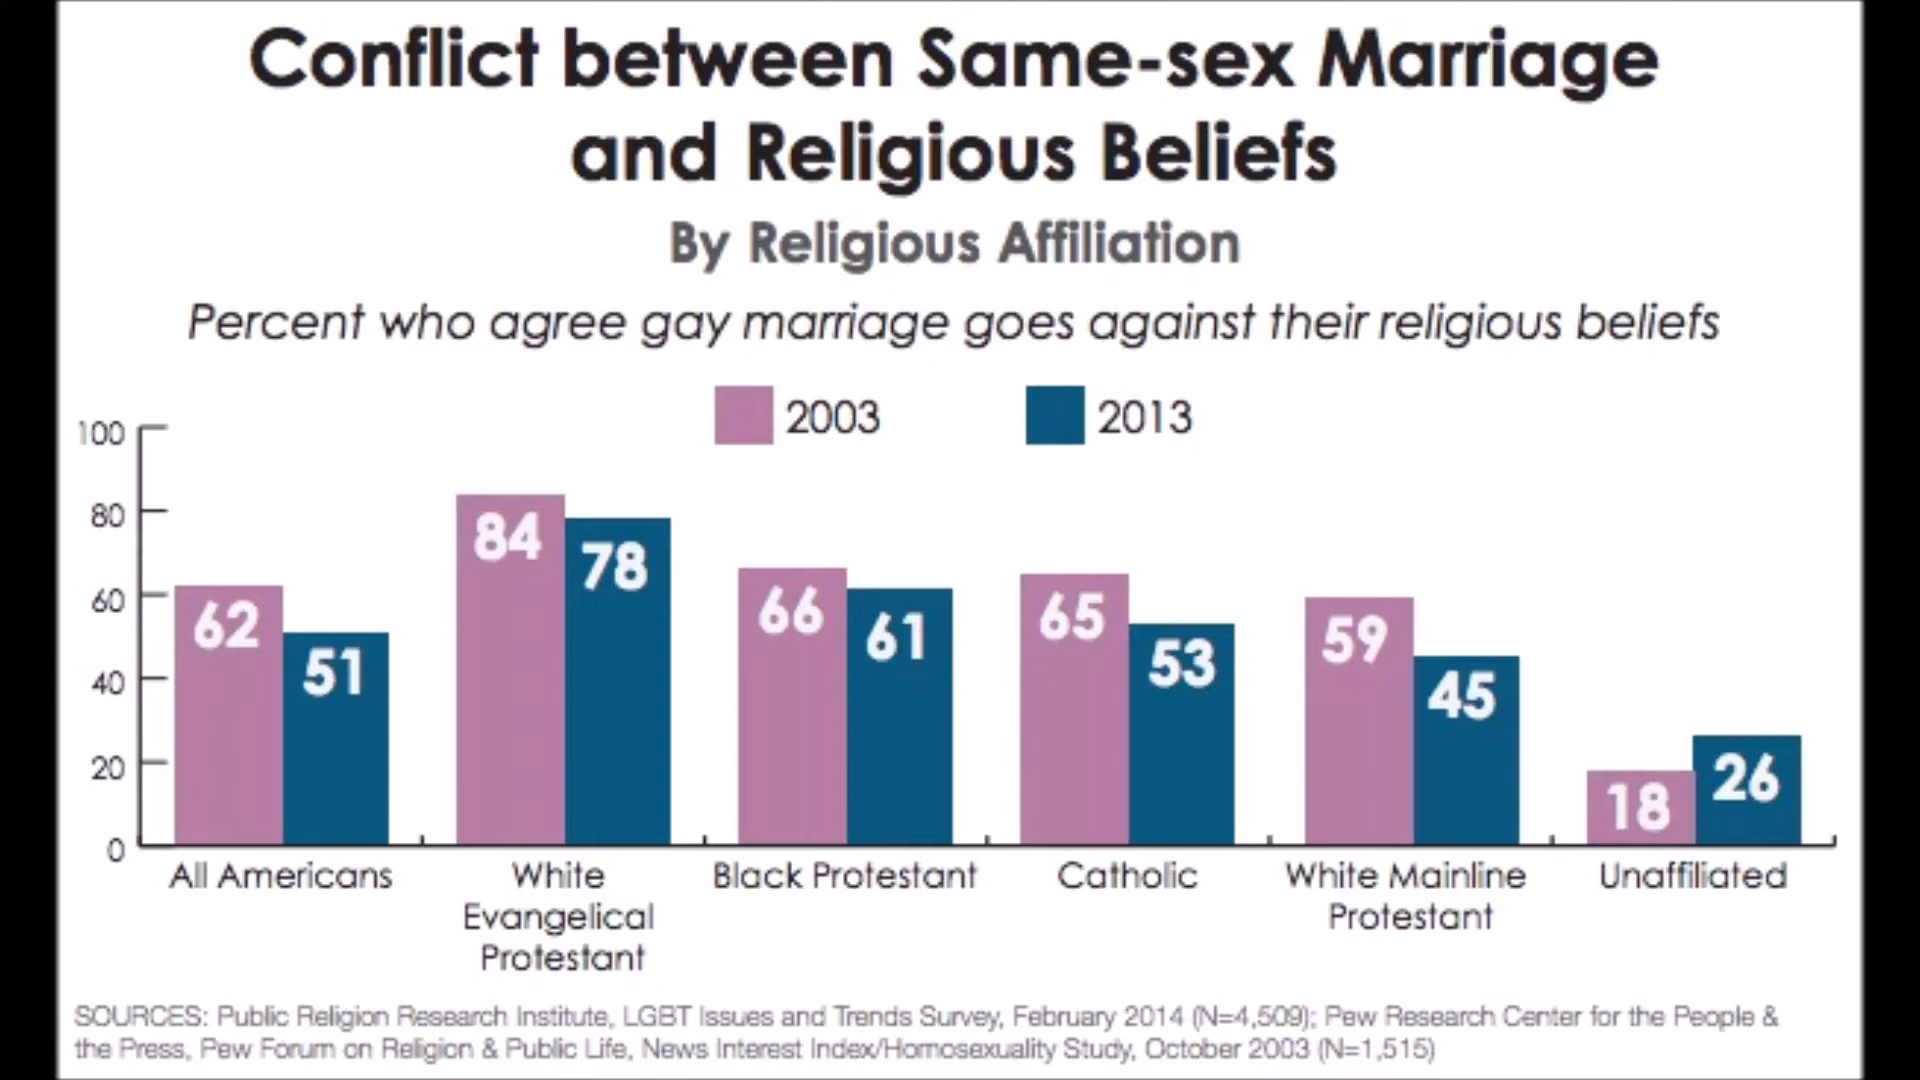 Conflict between Same-sex Marriage
and Religious Beliefs
By Religious Affiliation
Percent who agree gay marriage goes against their religious beliefs
2003 2013
100
80
60
40
20
0
62 51
84 78
66 61
65 53
59 45
18 26
All Americans
White
Evangelical
Protestant
Black Protestant
Catholic
White Mainline
Protestant
Unaffiliated
SOURCES: Public Religion Research Institute, LGBT Issues and Trends Survey, February 2014 (N=4,509); Pew Research Center for the People &
the Press, Pew Forum on Religion & Public Life, News Interest Index/Homosexuality Study, October 2003 (N=1,515)